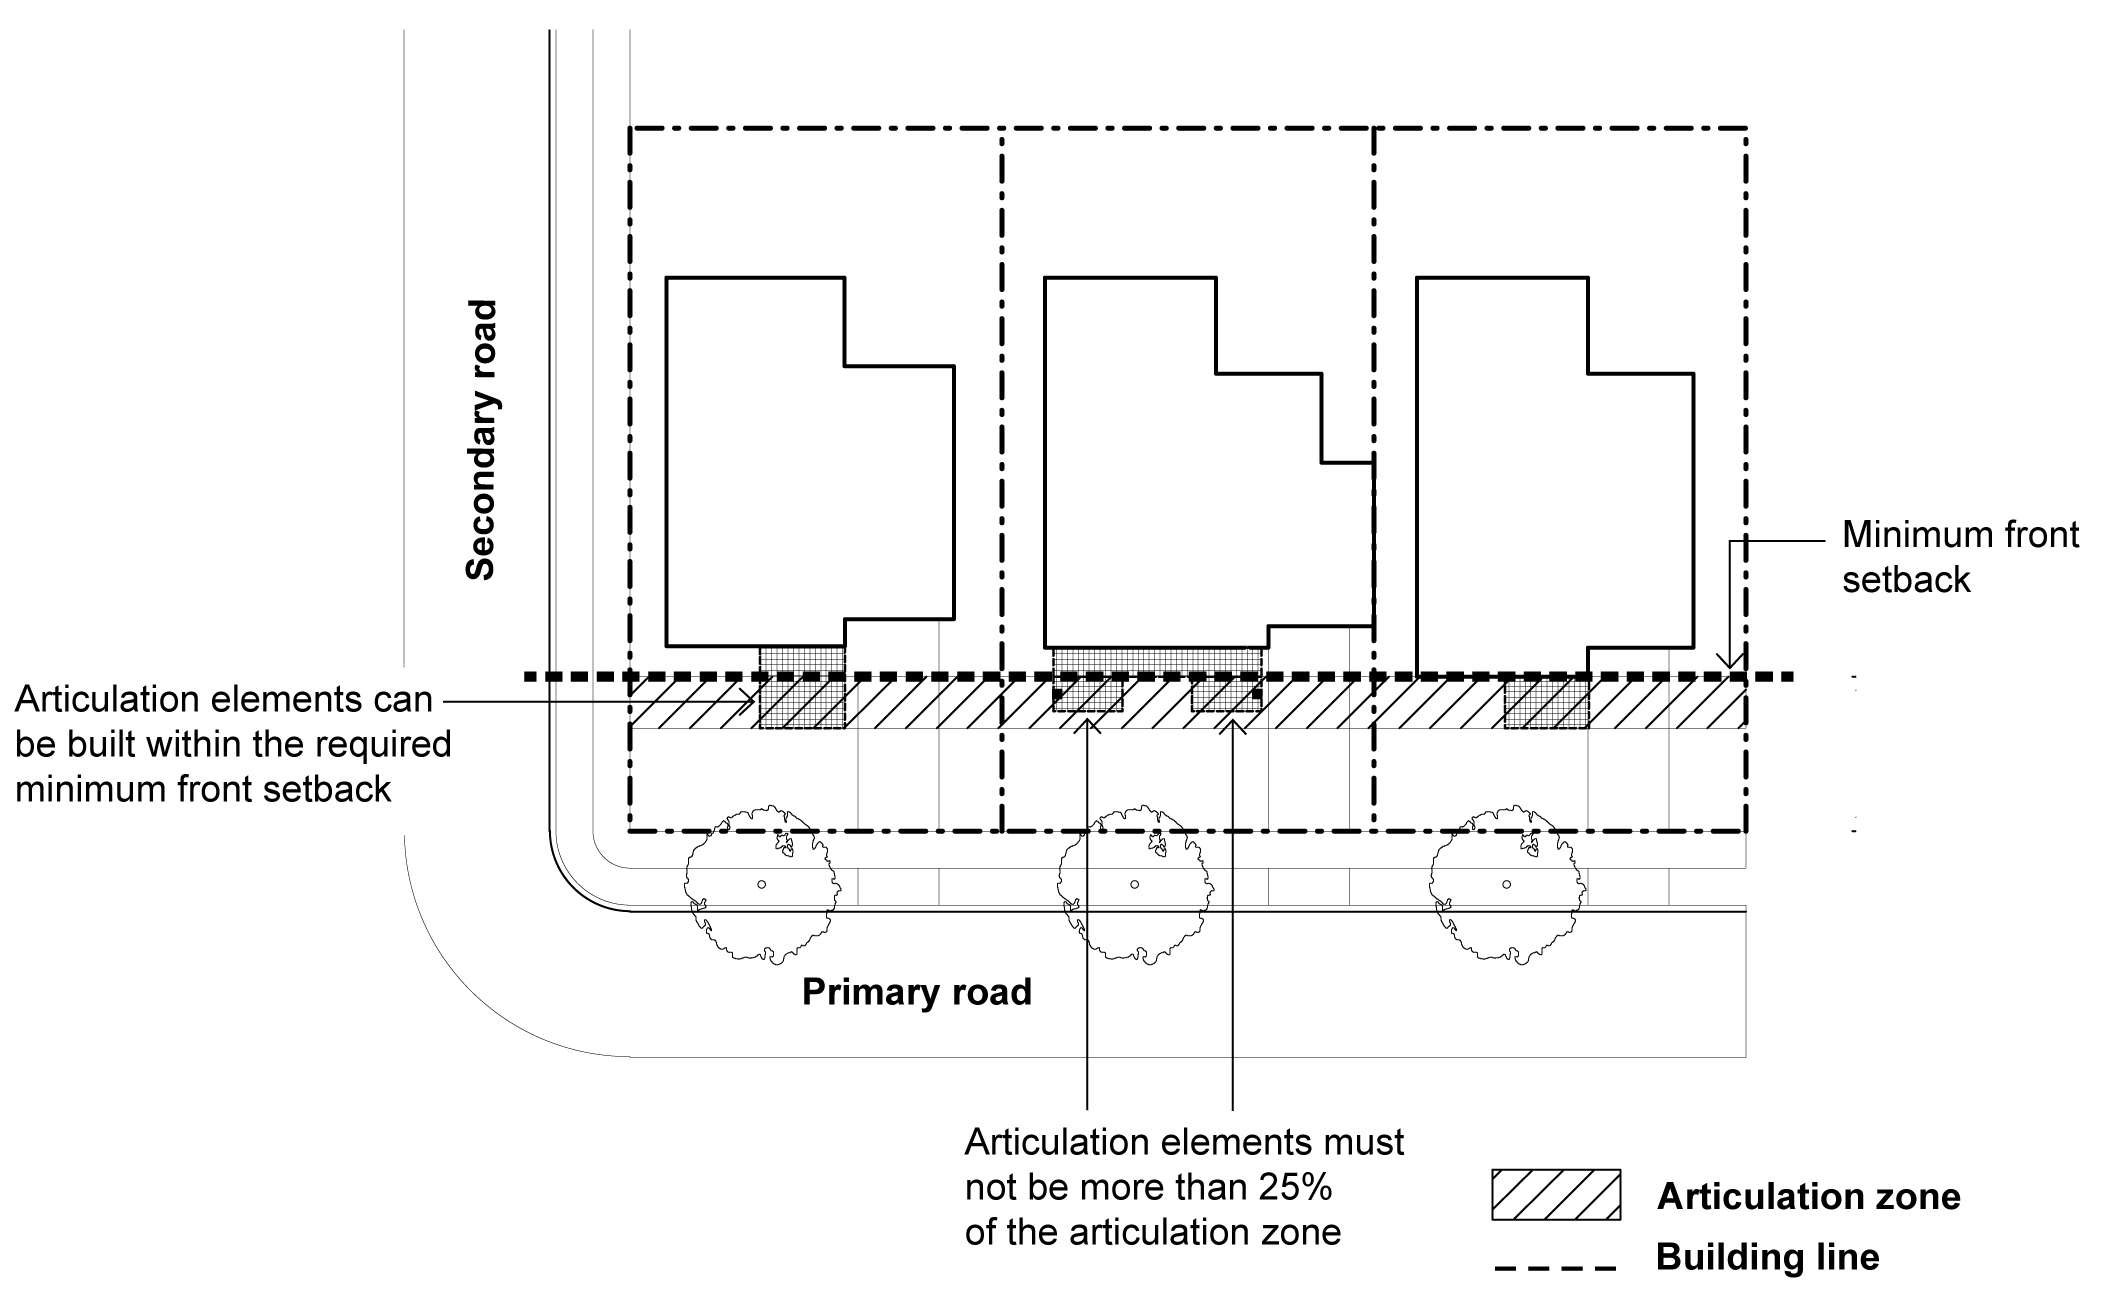 Secondary road
Minimum front
setback
Articulation elements can
be built within the required
minimum front setback
Primary road
Articulation elements must
not be more than 25%
of the articulation zone
Articulation zone
Building line